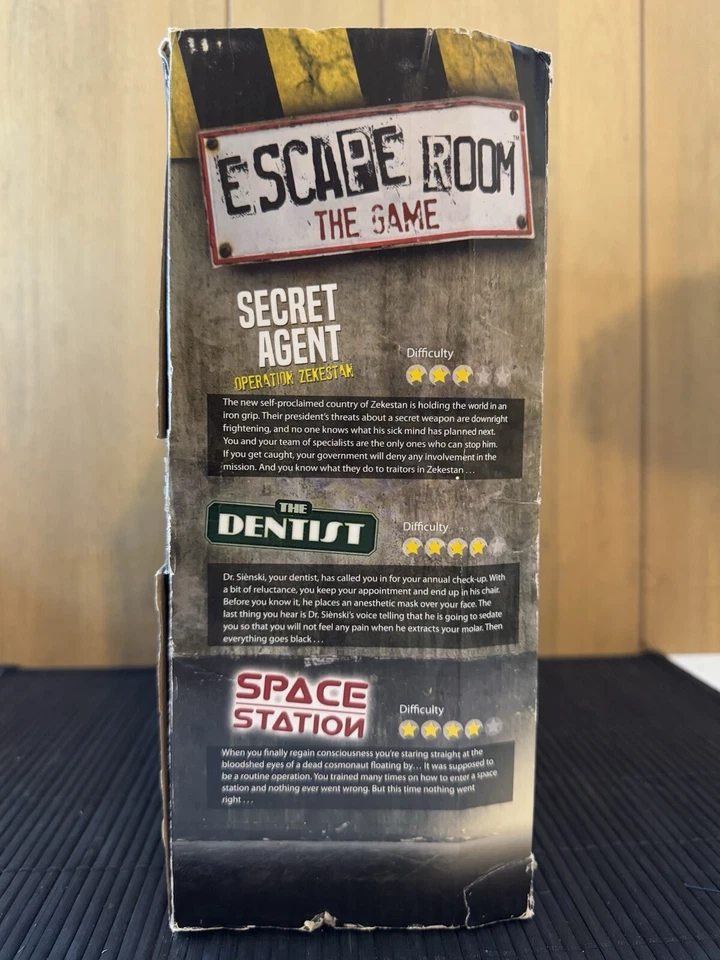 ESCAPE ROOM™
THE GAME
SECRET
AGENT
OPERATION ZEKESTAN
Difficulty
The new self-proclaimed country of Zekestan is holding the world in an
iron grip. Their president's threats about a secret weapon are downright
frightening, and no one knows what his sick mind has planned next.
You and your team of specialists are the only ones who can stop him.
If you get caught, your government will deny any involvement in the
mission. And you know what they do to traitors in Zekestan ...
THE
DENTIST
Difficulty
Dr. Siènski, your dentist, has called you in for your annual check-up. With
a bit of reluctance, you keep your appointment and end up in his chair.
Before you know it, he places an anesthetic mask over your face. The
last thing you hear is Dr. Siènski's voice telling that he is going to sedate
you so that you will not feel any pain when he extracts your molar. Then
everything goes black ...
SPACE
STATION
Difficulty
When you finally regain consciousness you're staring straight at the
bloodshed eyes of a dead cosmonaut floating by... It was supposed to
be a routine operation. You trained many times on how to enter a space
station and nothing ever went wrong. But this time nothing went
right ...